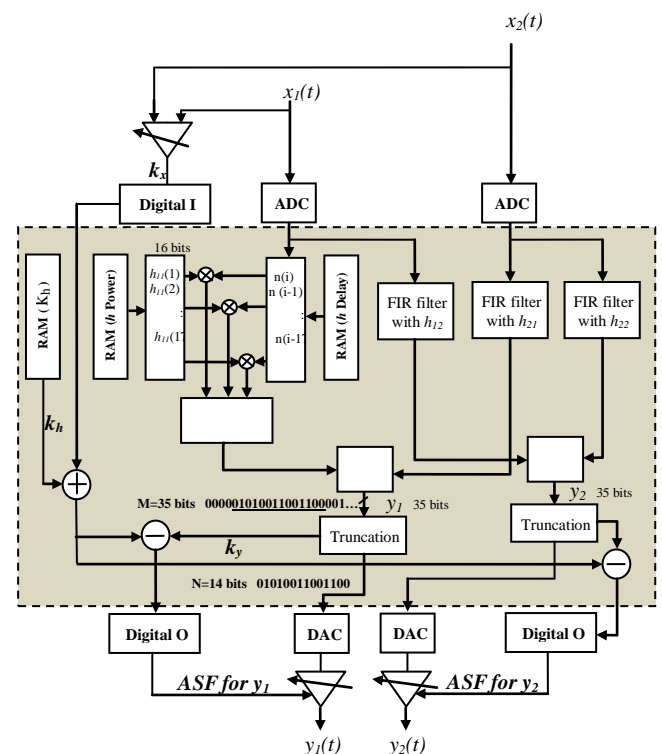 x2(t)
x1(t)
kx
Digital I
ADC
ADC
16 bits
RAM (Kh)
RAM (h Power)
h11(1)
h11(2)
:
h11(17
n(i)
n (i-1)
:
n(i-17
RAM (h Delay)
FIR filter
with h12
FIR filter
with h21
FIR filter
with h22
kh
+
M=35 bits 00000101001100110001...
y1 35 bits
y2 35 bits
Truncation
Truncation
−
ky
−
N=14 bits 01010011001100
Digital O
DAC
DAC
Digital O
ASF for y1
ASF for y2
y1(t)
y2(t)